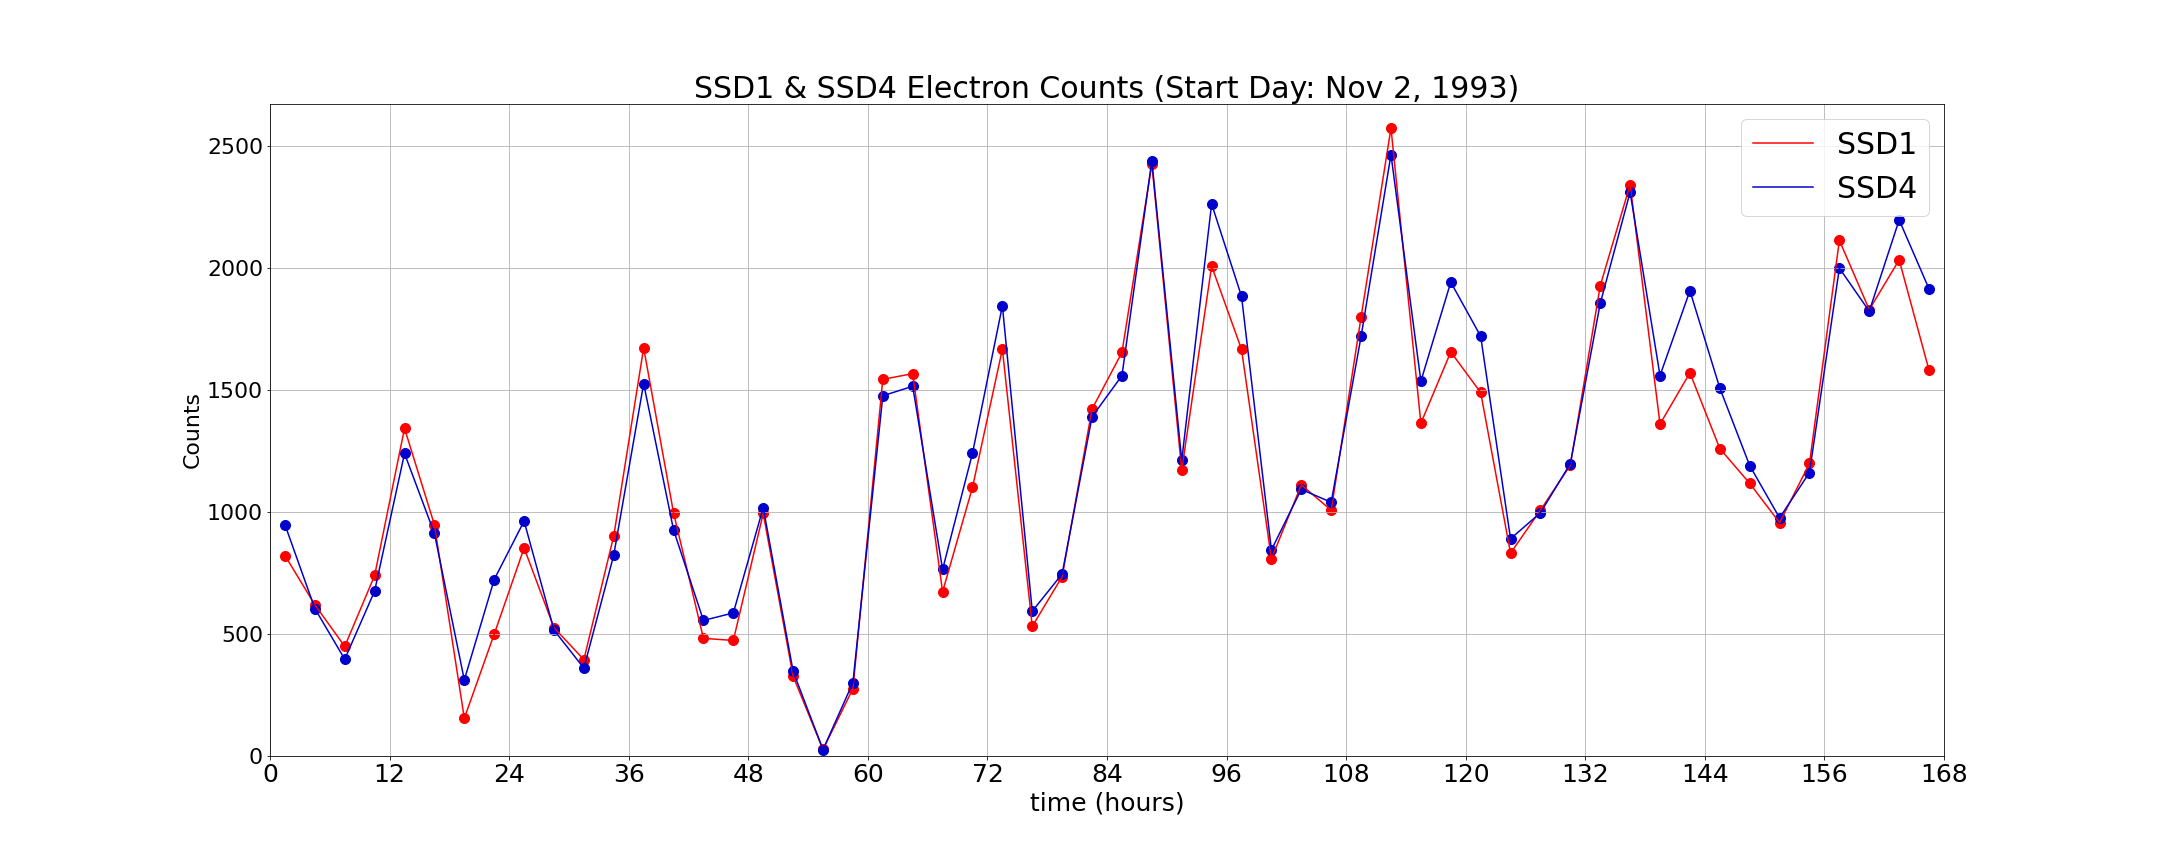 SSD1 & SSD4 Electron Counts (Start Day: Nov 2, 1993)
SSD1
SSD4
2500
2000
1500
1000
500
0
Counts
0 12 24 36 48 60 72 84 96 108 120 132 144 156 168
time (hours)